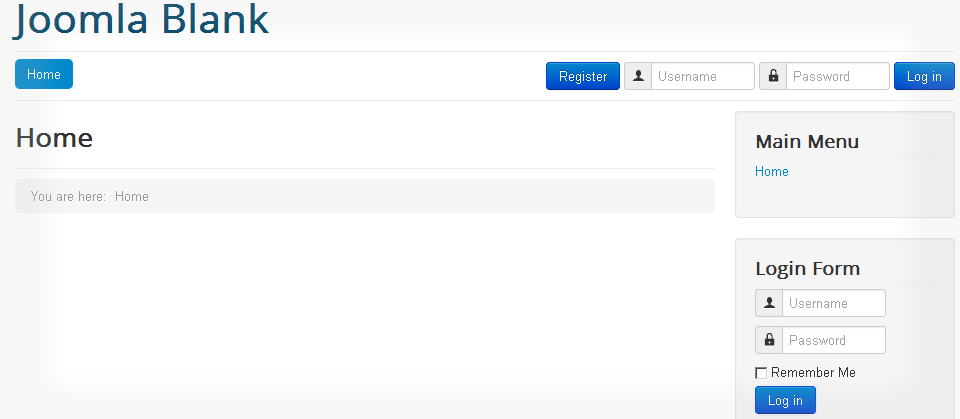 Joomla Blank
Home
Register Username Password Log in
Home
You are here: Home
Main Menu
Home
Login Form
Username
Password
Remember Me
Log in